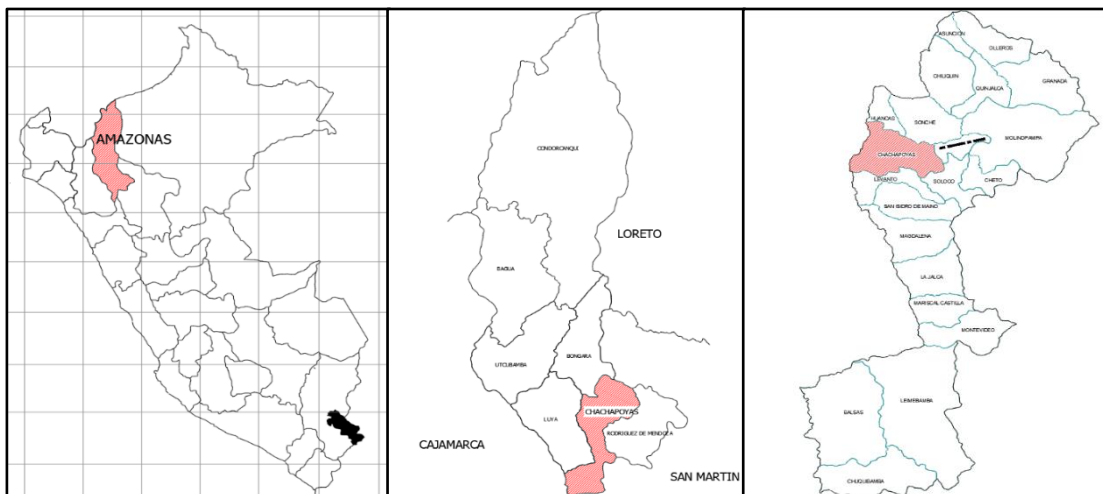 AMAZONAS
CONDORCANQUI
LORETO
BAGUA
UTCUBAMBA
BONGARA
LUYA
CHACHAPOYAS
RODRIGUEZ DE MENDOZA
CAJAMARCA
SAN MARTIN
ASUNCION
OLLEROS
CHILIQUIN
QUINJALCA
GRANADA
HUANCAS
SONCHE
MOLINOPAMPA
CHACHAPOYAS
LEVANTO
SOLOCO
CHETO
SAN ISIDRO DE MAINO
MAGDALENA
LA JALCA
MARISCAL CASTILLA
MONTEVIDEO
BALSAS
LEIMEBAMBA
CHUQUIBAMBA